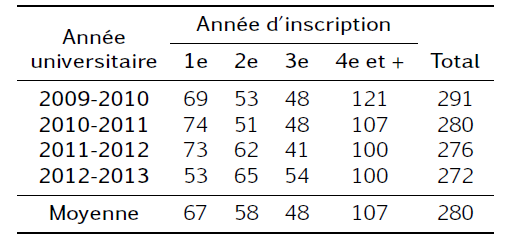 Année d'inscription
Année universitaire 1e 2e 3e 4e et + Total
2009-2010 69 53 48 121 291
2010-2011 74 51 48 107 280
2011-2012 73 62 41 100 276
2012-2013 53 65 54 100 272
Moyenne 67 58 48 107 280